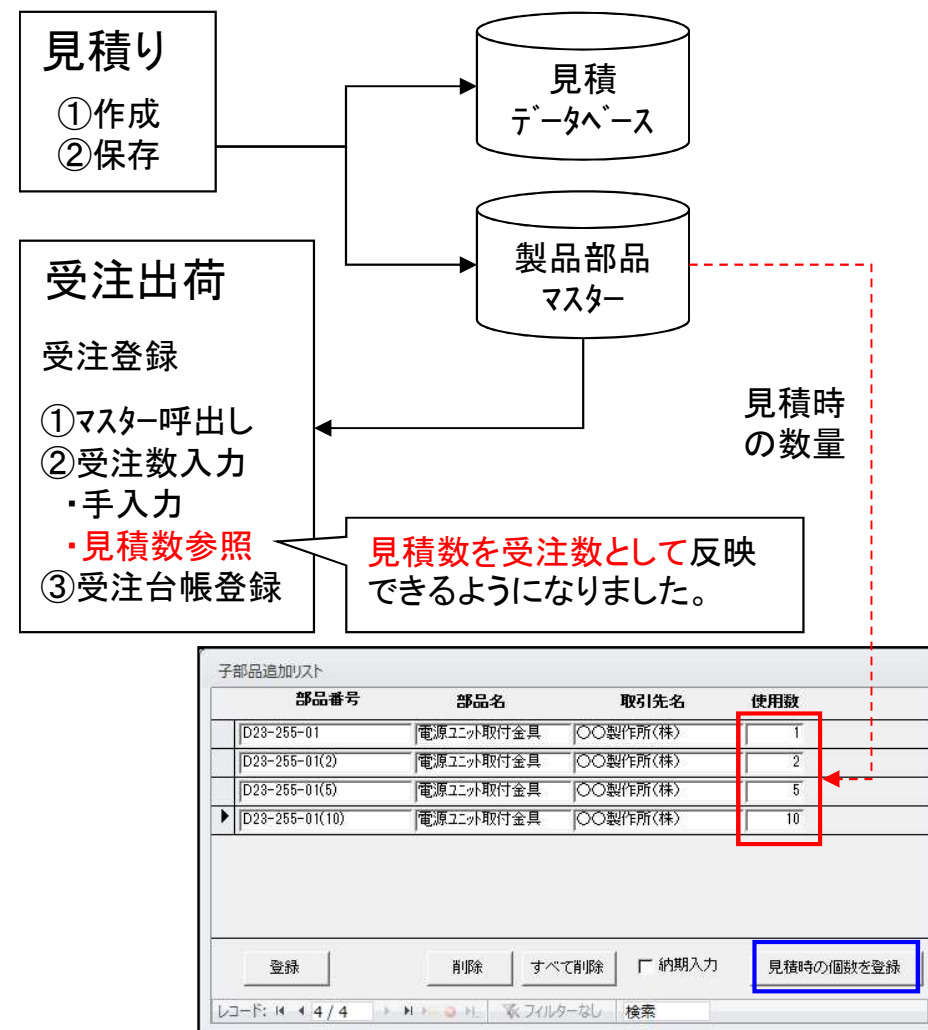 見積り
①作成
②保存
見積
ﾃﾞｰﾀﾍﾞｰｽ
製品部品
ﾏｽﾀｰ
受注出荷
受注登録
①ﾏｽﾀｰ呼出し
②受注数入力
・手入力
・見積数参照
③受注台帳登録
見積時
の数量
見積数を受注数として反映
できるようになりました。
子部品追加リスト
部品番号 部品名 取引先名 使用数
D23-255-01 電源ﾕﾆｯﾄ取付金具 〇〇製作所(株) 1
D23-255-01(2) 電源ﾕﾆｯﾄ取付金具 〇〇製作所(株) 2
D23-255-01(5) 電源ﾕﾆｯﾄ取付金具 〇〇製作所(株) 5
D23-255-01(10) 電源ﾕﾆｯﾄ取付金具 〇〇製作所(株) 10
登録 削除 すべて削除 納期入力 見積時の個数を登録
レコード: 4 / 4 フィルターなし 検索